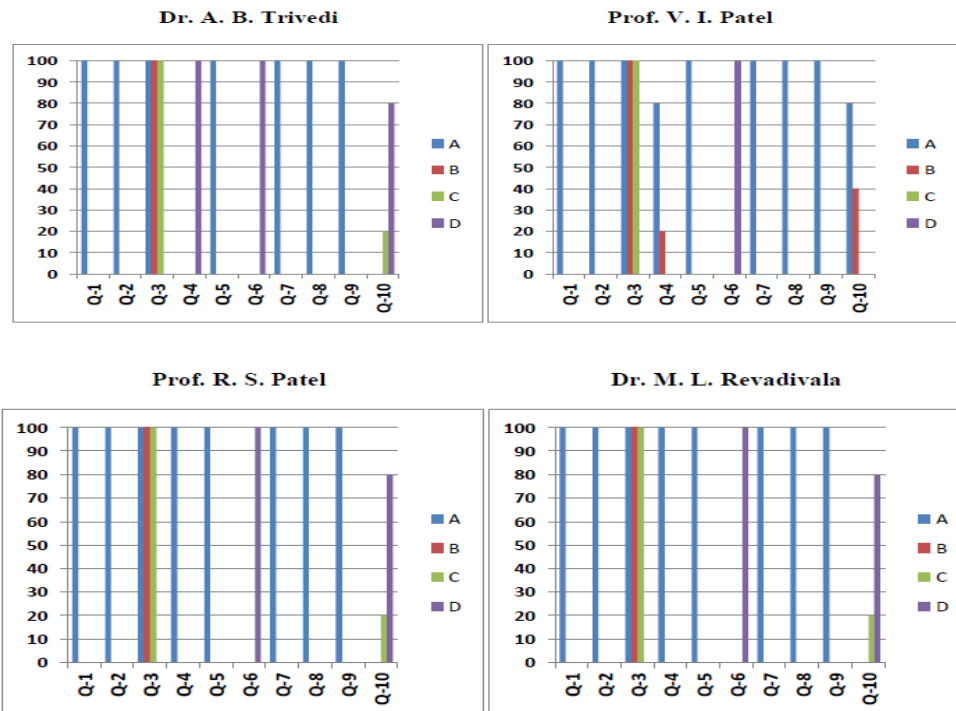 Dr. A. B. Trivedi
100
90
80
70
60
50
40
30
20
10
0
Q-1
Q-2
Q-3
Q-4
Q-5
Q-6
Q-7
Q-8
Q-9
Q-10
A
B
C
D
Prof. V. I. Patel
100
90
80
70
60
50
40
30
20
10
0
Q-1
Q-2
Q-3
Q-4
Q-5
Q-6
Q-7
Q-8
Q-9
Q-10
A
B
C
D
Prof. R. S. Patel
100
90
80
70
60
50
40
30
20
10
0
Q-1
Q-2
Q-3
Q-4
Q-5
Q-6
Q-7
Q-8
Q-9
Q-10
A
B
C
D
Dr. M. L. Revadivala
100
90
80
70
60
50
40
30
20
10
0
Q-1
Q-2
Q-3
Q-4
Q-5
Q-6
Q-7
Q-8
Q-9
Q-10
A
B
C
D